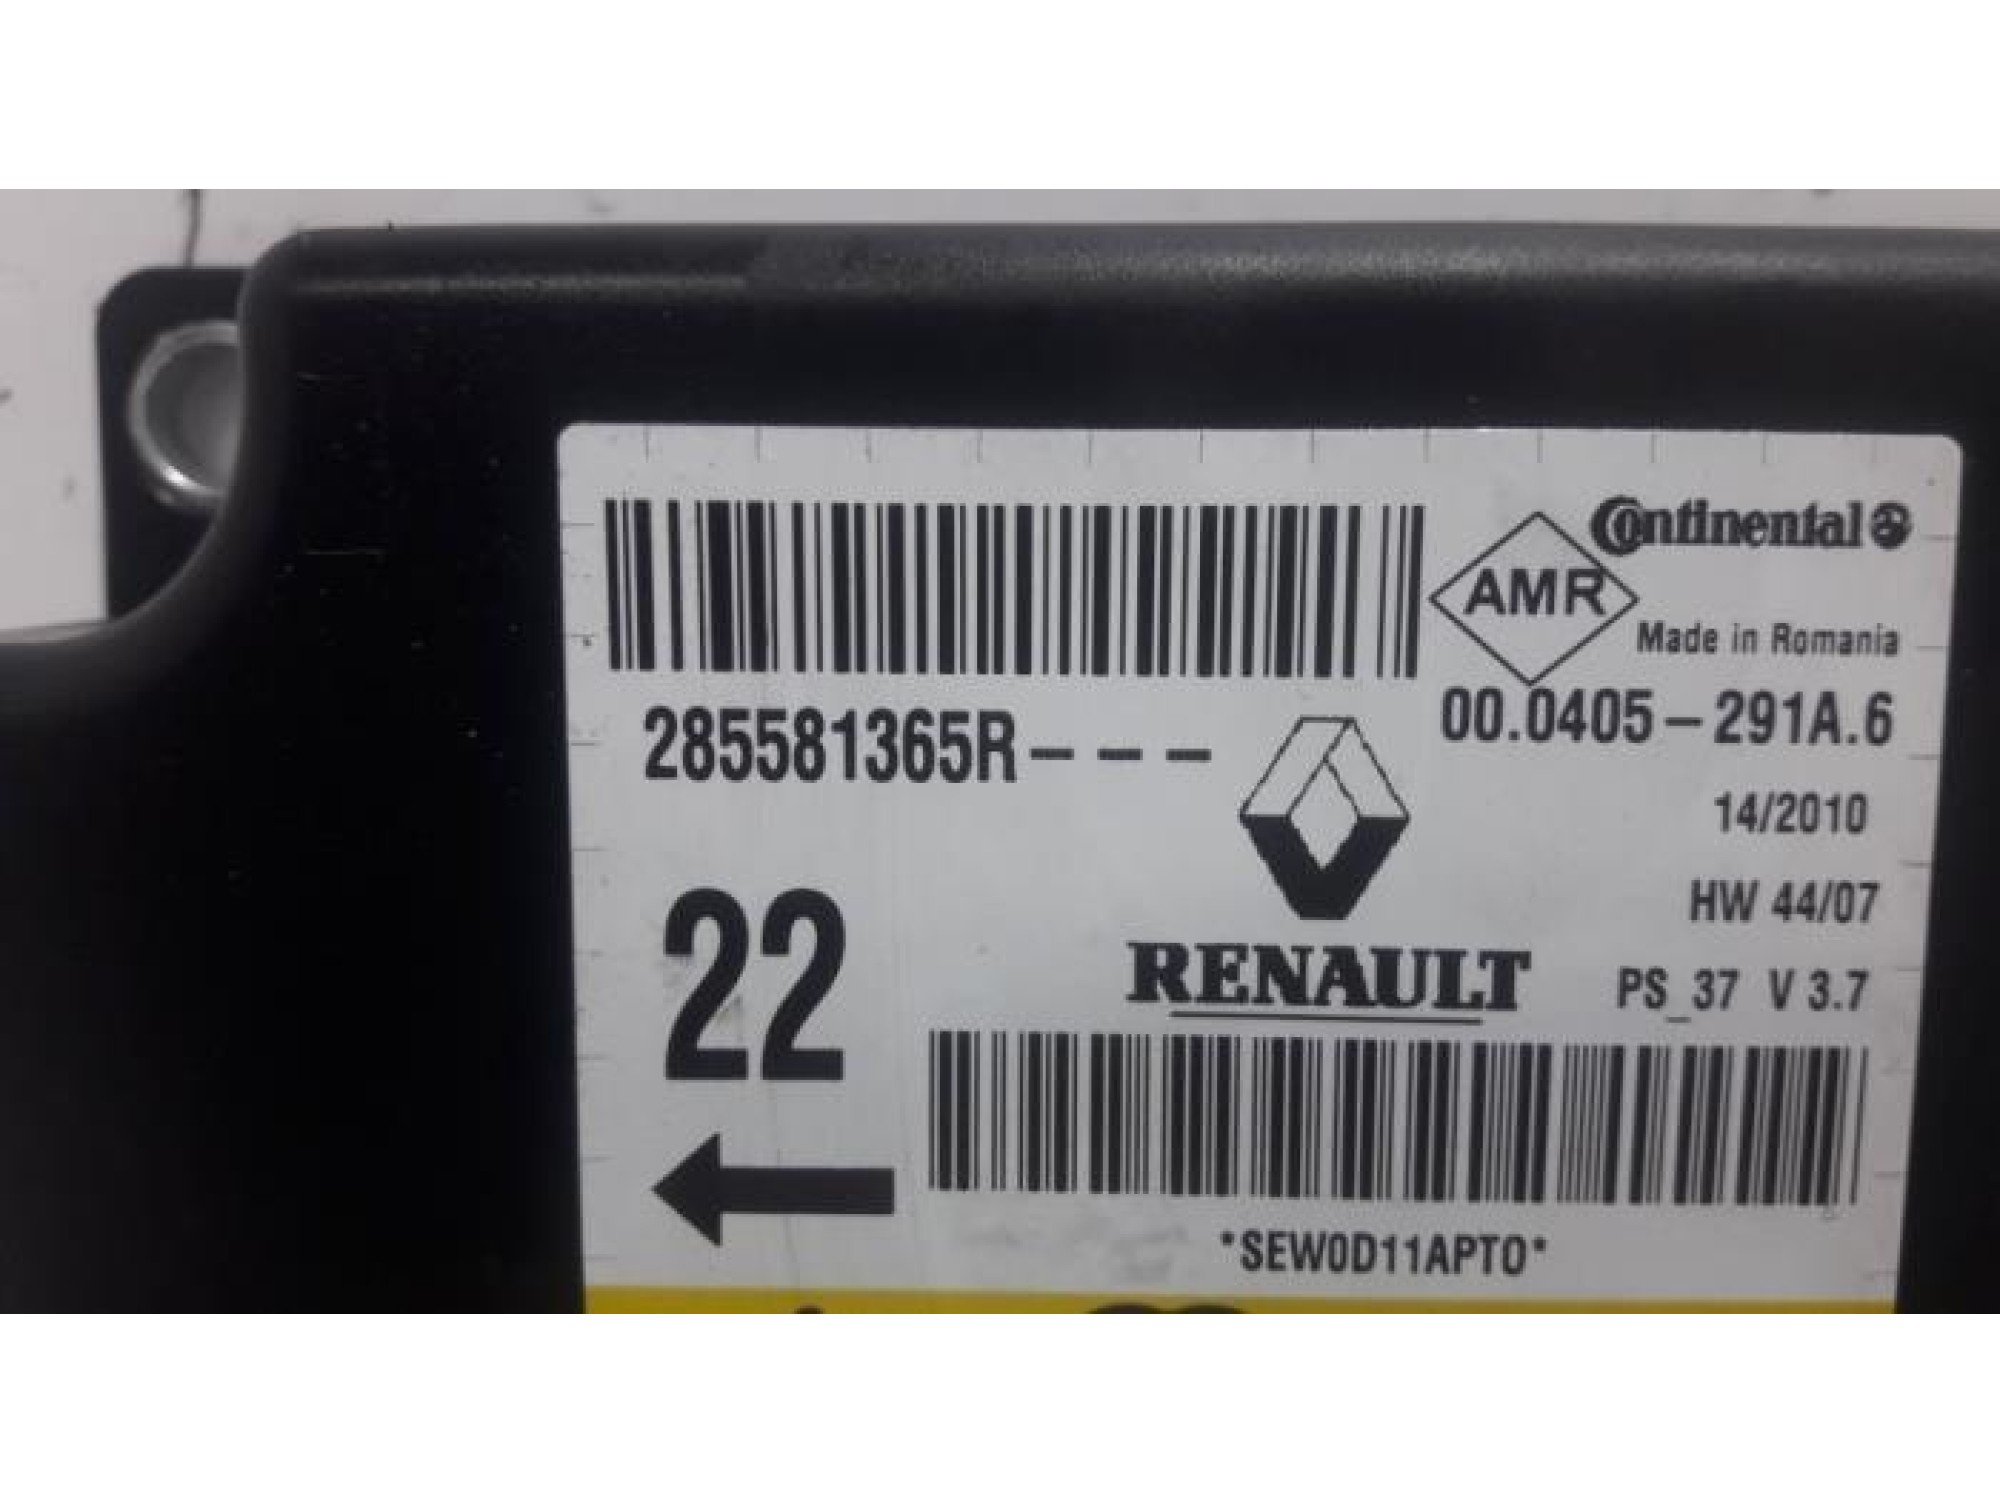 Continental
AMR
Made in Romania
285581365R---
00.0405-291A.6
14/2010
HW 44/07
22
RENAULT
PS_37 V 3.7
*SEW0D11APTO*